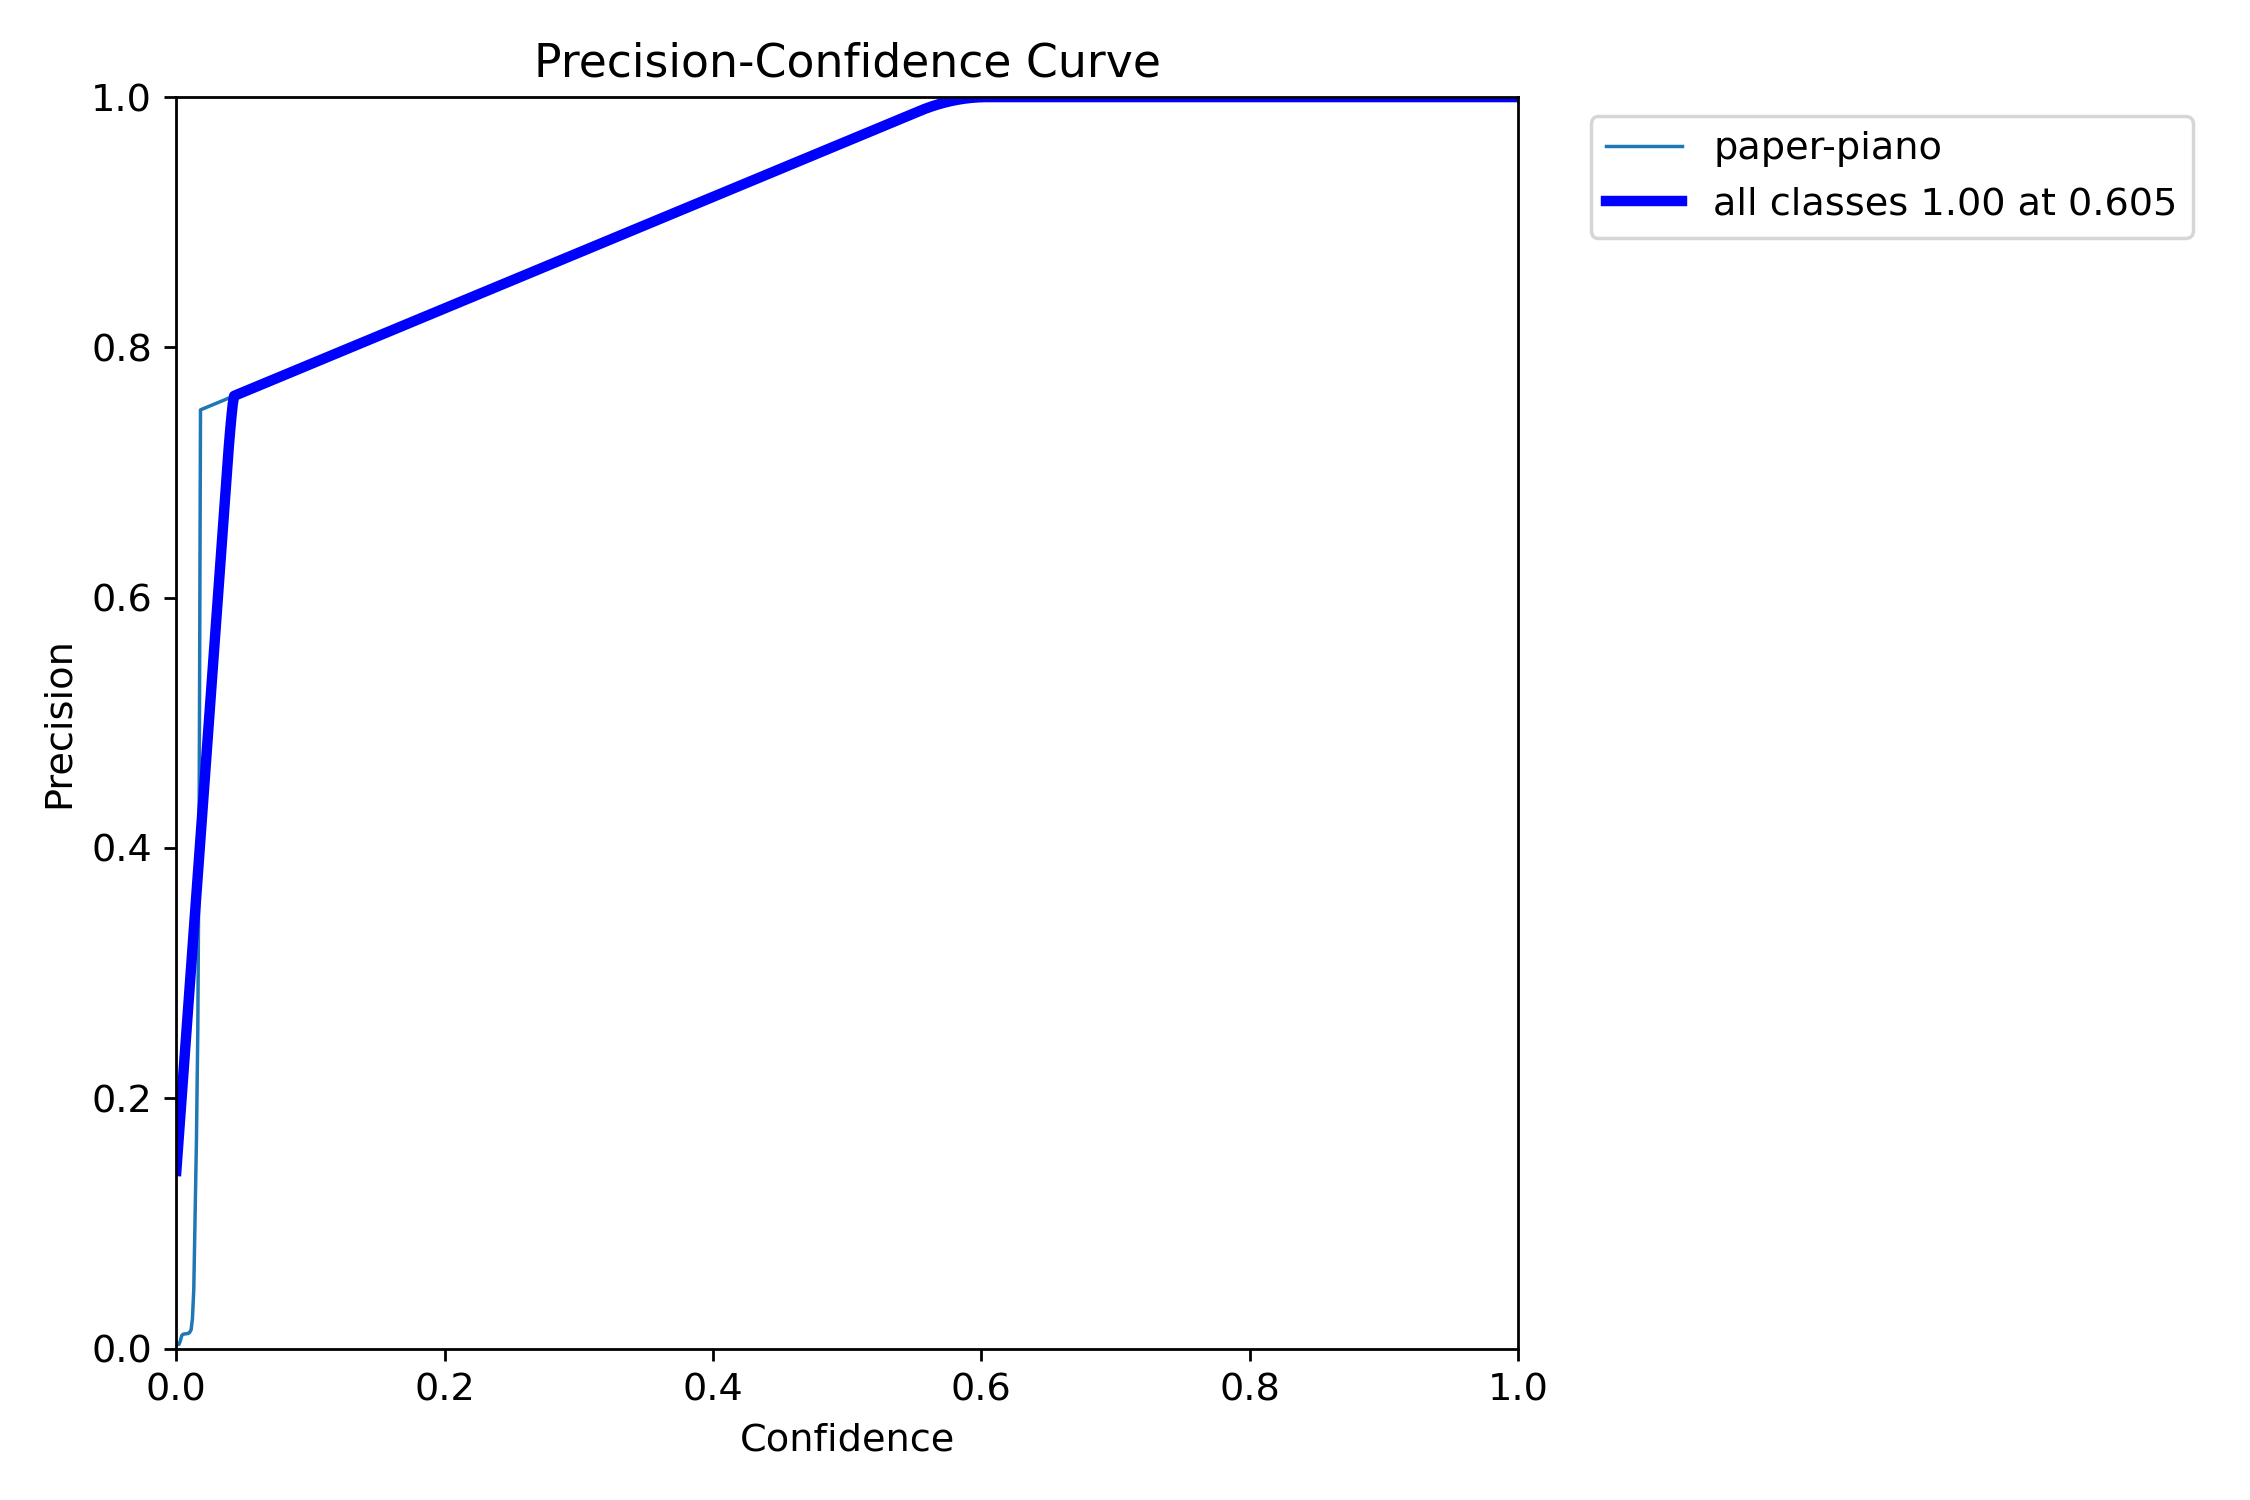 Precision-Confidence Curve
1.0
0.8
0.6
0.4
0.2
0.0
Precision
0.0 0.2 0.4 0.6 0.8 1.0
Confidence
paper-piano
all classes 1.00 at 0.605